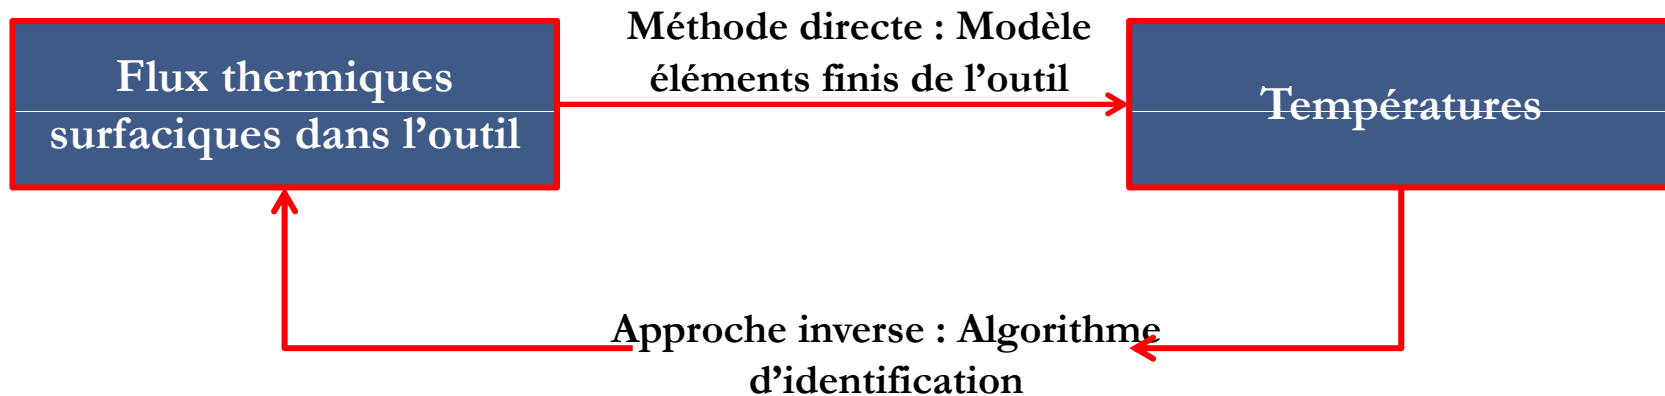 Flux thermiques
surfaciques dans l’outil
Méthode directe : Modèle
éléments finis de l’outil
Températures
Approche inverse : Algorithme
d’identification